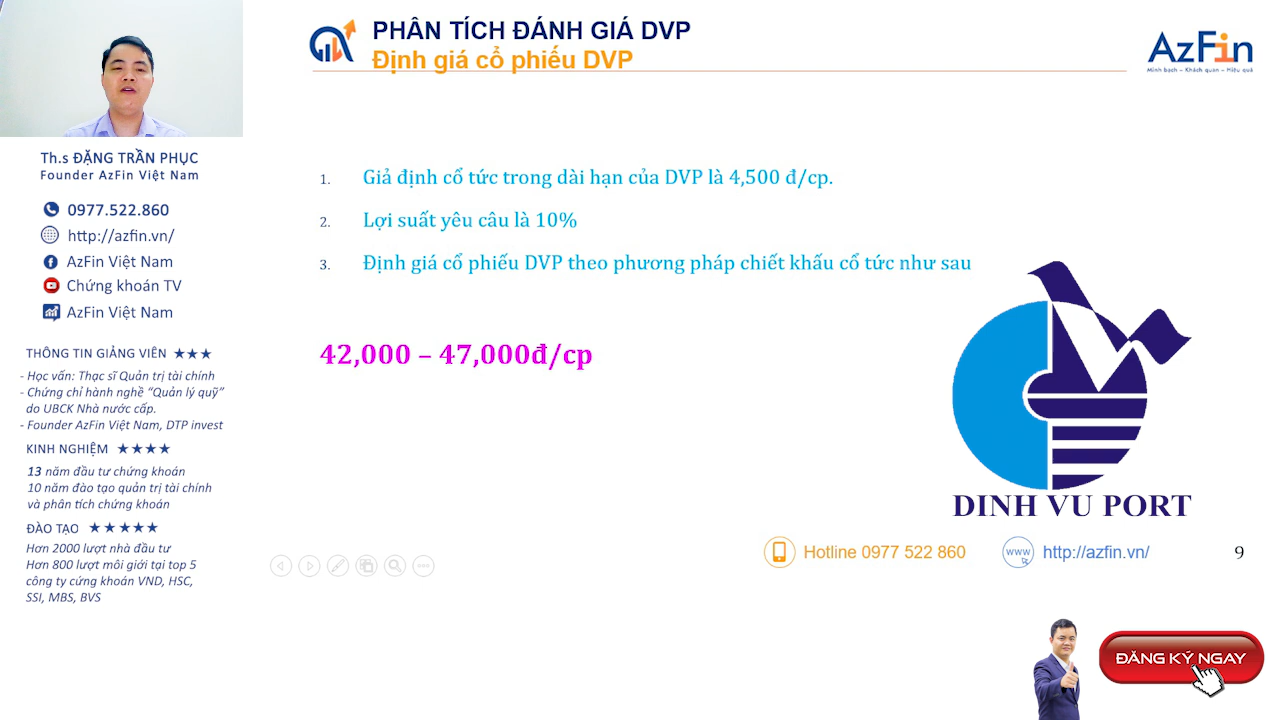 PHÂN TÍCH ĐÁNH GIÁ DVP
Định giá cổ phiếu DVP
AzFin
Minh bạch – Khách quan – Hiệu quả
Th.s ĐẶNG TRẦN PHỤC
Founder AzFin Việt Nam
0977.522.860
http://azfin.vn/
AzFin Việt Nam
Chứng khoán TV
AzFin Việt Nam
THÔNG TIN GIẢNG VIÊN ★★★
- Học vấn: Thạc sĩ Quản trị tài chính
- Chứng chỉ hành nghề “Quản lý quỹ”
do UBCK Nhà nước cấp.
- Founder AzFin Việt Nam, DTP invest
KINH NGHIỆM ★★★★
13 năm đầu tư chứng khoán
10 năm đào tạo quản trị tài chính
và phân tích chứng khoán
ĐÀO TẠO ★★★★★
Hơn 2000 lượt nhà đầu tư
Hơn 800 lượt môi giới tại top 5
công ty cứng khoán VND, HSC,
SSI, MBS, BVS
1. Giả định cổ tức trong dài hạn của DVP là 4,500 đ/cp.
2. Lợi suất yêu câu là 10%
3. Định giá cổ phiếu DVP theo phương pháp chiết khấu cổ tức như sau
42,000 – 47,000đ/cp
DINH VU PORT
Hotline 0977 522 860
www
http://azfin.vn/
9
ĐĂNG KÝ NGAY